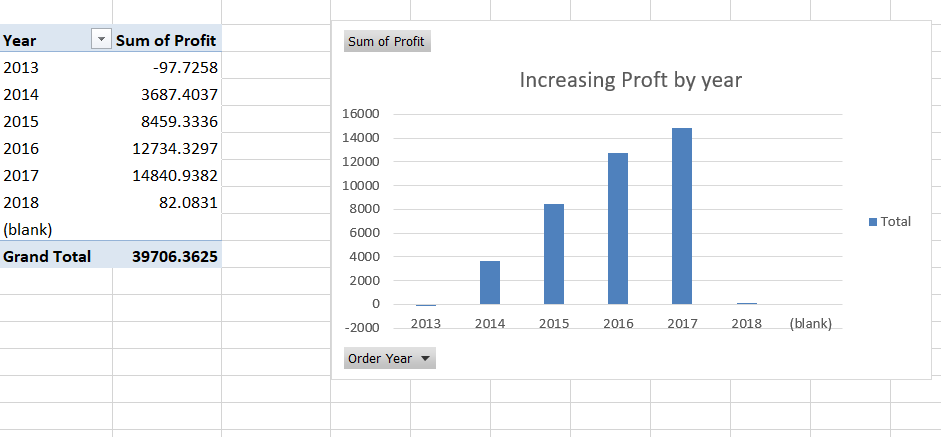 Year Sum of Profit
2013 -97.7258
2014 3687.4037
2015 8459.3336
2016 12734.3297
2017 14840.9382
2018 82.0831
(blank)
Grand Total 39706.3625
Sum of Profit
Increasing Proft by year
16000
14000
12000
10000
8000
6000
4000
2000
0
-2000
2013 2014 2015 2016 2017 2018 (blank)
Total
Order Year